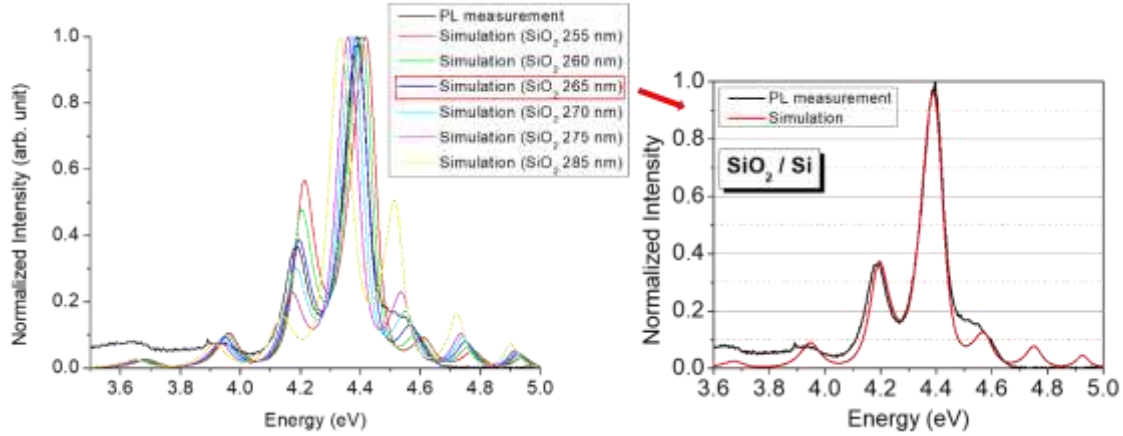 PL measurement
Simulation (SiO2 255 nm)
Simulation (SiO2 260 nm)
Simulation (SiO2 265 nm)
Simulation (SiO2 270 nm)
Simulation (SiO2 275 nm)
Simulation (SiO2 285 nm)
Normalized Intensity (arb. unit)
1.0
0.8
0.6
0.4
0.2
0.0
3.6 3.8 4.0 4.2 4.4 4.6 4.8 5.0
Energy (eV)
PL measurement
Simulation
SiO2 / Si
Normalized Intensity
1.0
0.8
0.6
0.4
0.2
0.0
3.6 3.8 4.0 4.2 4.4 4.6 4.8 5.0
Energy (eV)